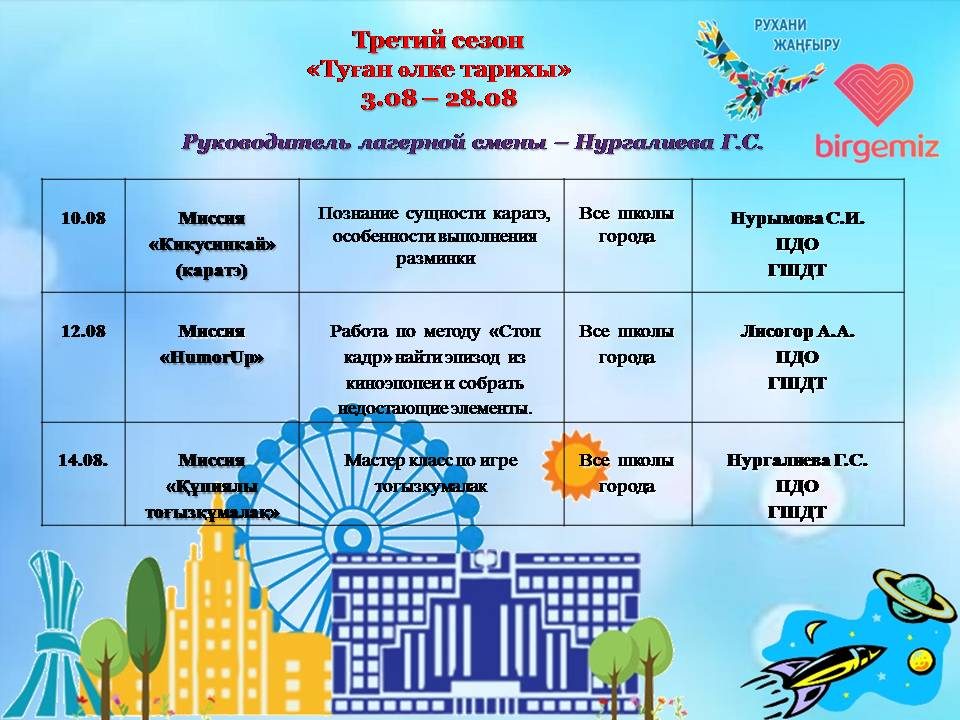 Третий сезон
«Туған өлке тарихы»
3.08 – 28.08
РУХАНИ
ЖАҢҒЫРУ
birgemiz
Руководитель лагерной смены – Нургалиева Г.С.
10.08
Миссия
«Кикусинкай»
(каратэ)
Познание сущности каратэ,
особенности выполнения
разминки
Все школы
города
Нурымова С.И.
ПДО
ГШДТ
12.08
Миссия
«HumorUp»
Работа по методу «Стоп
кадр» найти эпизод из
киноэпопеи и собрать
недостающие элементы.
Все школы
города
Лисогор А.А.
ПДО
ГШДТ
14.08.
Миссия
«Құпиялы
тоғызқұмалақ»
Мастер класс по игре
тогызкумалак
Все школы
города
Нургалиева Г.С.
ПДО
ГШДТ